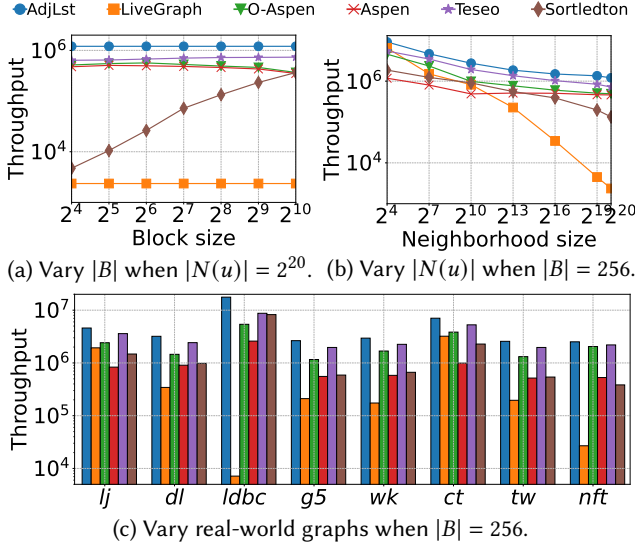 AdjLst LiveGraph O-Aspen Aspen Teseo Sortledton
Throughput
10^6
10^4
2^4 2^5 2^6 2^7 2^8 2^9 2^10
Block size
Throughput
10^6
10^4
2^4 2^7 2^10 2^13 2^16 2^19 2^20
Neighborhood size
(a) Vary |B| when |N(u)| = 2^20. (b) Vary |N(u)| when |B| = 256.
Throughput
10^7
10^6
10^5
10^4
lj dl ldbc g5 wk ct tw nft
(c) Vary real-world graphs when |B| = 256.